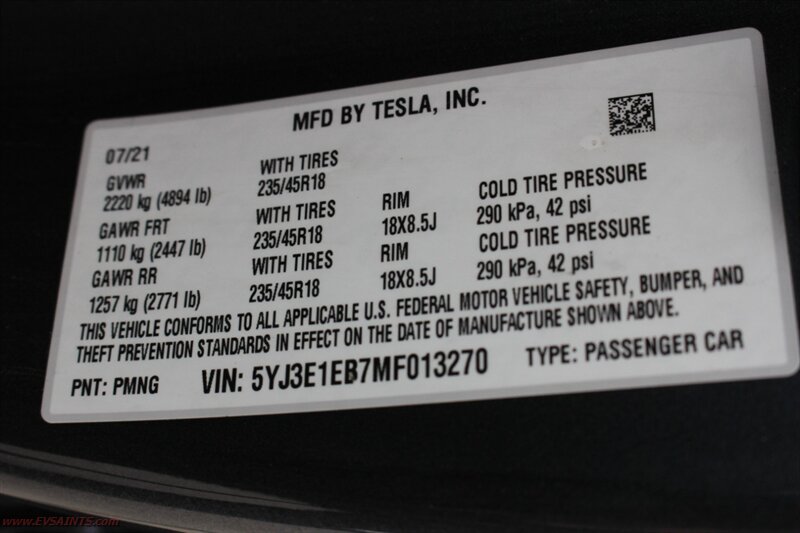 MFD BY TESLA, INC.
07/21
GVWR WITH TIRES
2220 kg (4894 lb) 235/45R18
GAWR FRT WITH TIRES RIM COLD TIRE PRESSURE
1110 kg (2447 lb) 235/45R18 18X8.5J 290 kPa, 42 psi
GAWR RR WITH TIRES RIM COLD TIRE PRESSURE
1257 kg (2771 lb) 235/45R18 18X8.5J 290 kPa, 42 psi
THIS VEHICLE CONFORMS TO ALL APPLICABLE U.S. FEDERAL MOTOR VEHICLE SAFETY, BUMPER, AND
THEFT PREVENTION STANDARDS IN EFFECT ON THE DATE OF MANUFACTURE SHOWN ABOVE.
PNT: PMNG VIN: 5YJ3E1EB7MF013270 TYPE: PASSENGER CAR
www.EVSAINTS.com